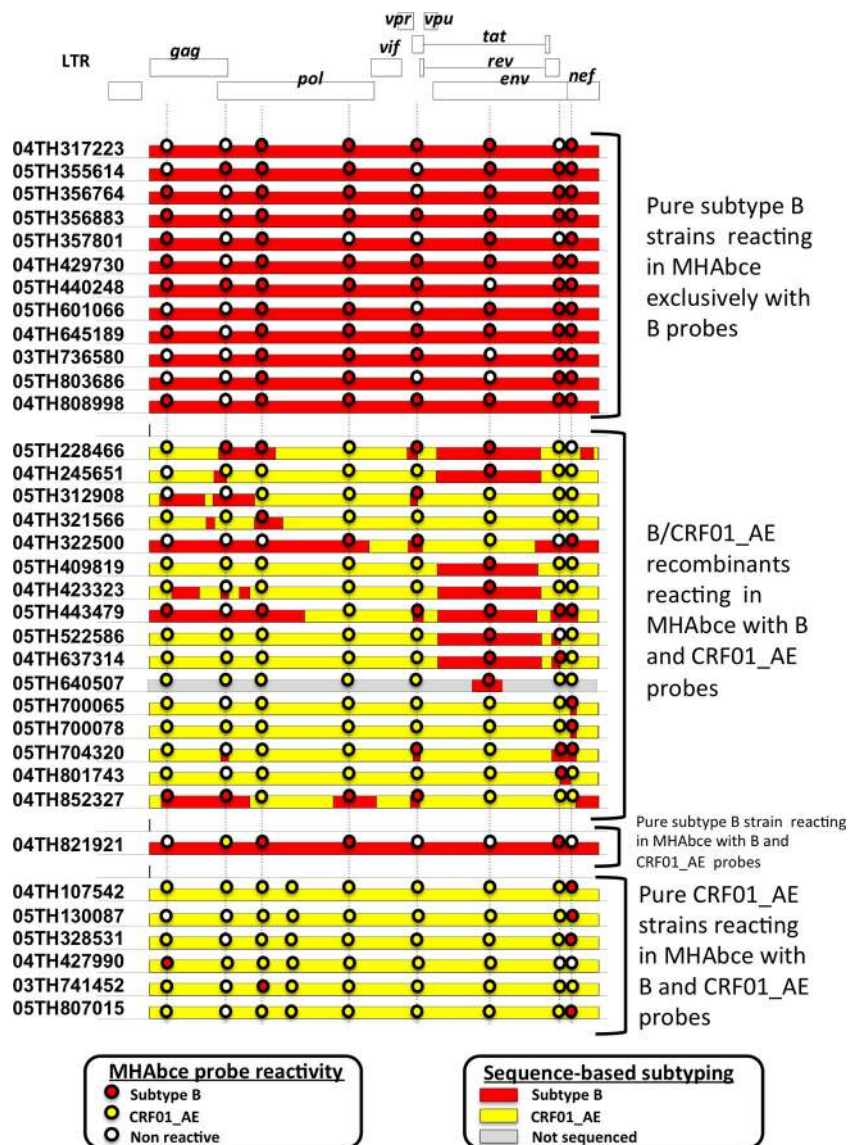 vpr vpu
tat
gag vif
LTR rev
pol env nef
04TH317223
05TH355614
05TH356764
05TH356883
05TH357801
04TH429730
05TH440248
05TH601066
04TH645189
03TH736580
05TH803686
04TH808998
Pure subtype B
strains reacting
in MHAbce
exclusively with
B probes
05TH228466
04TH245651
05TH312908
04TH321566
04TH322500
05TH409819
04TH423323
05TH443479
05TH522586
04TH637314
05TH640507
05TH700065
05TH700078
05TH704320
04TH801743
04TH852327
B/CRF01_AE
recombinants
reacting in
MHAbce with B
and CRF01_AE
probes
04TH821921
Pure subtype B strain reacting
in MHAbce with B and
CRF01_AE probes
04TH107542
05TH130087
05TH328531
04TH427990
03TH741452
05TH807015
Pure CRF01_AE
strains reacting
in MHAbce with
B and CRF01_AE
probes
MHAbce probe reactivity
Subtype B
CRF01_AE
Non reactive
Sequence-based subtyping
Subtype B
CRF01_AE
Not sequenced